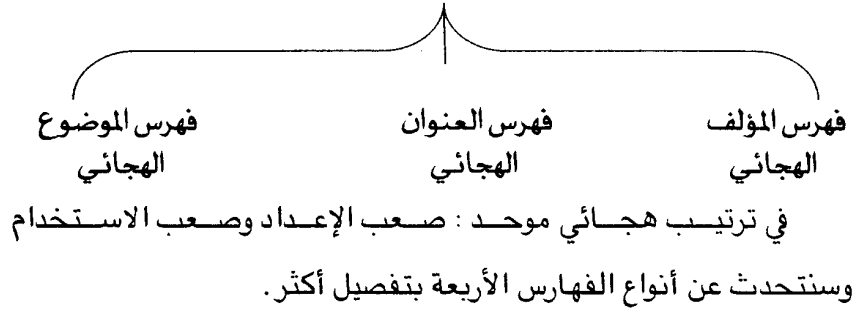 فهرس المؤلف فهرس العنوان فهرس الموضوع
الهجائي الهجائي الهجائي
في ترتيب هجائي موحد : صعب الإعداد وصعب الاستخدام
وسنتحدث عن أنواع الفهارس الأربعة بتفصيل أكثر .